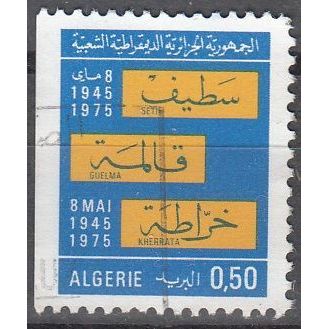 الجمهورية الجزائرية الديمقراطية الشعبية
8 ماي
1945
1975
سطيف
SETIF
قالمة
GUELMA
8 MAI
1945
1975
خراطة
KHERRATA
ALGERIE البريد 0,50